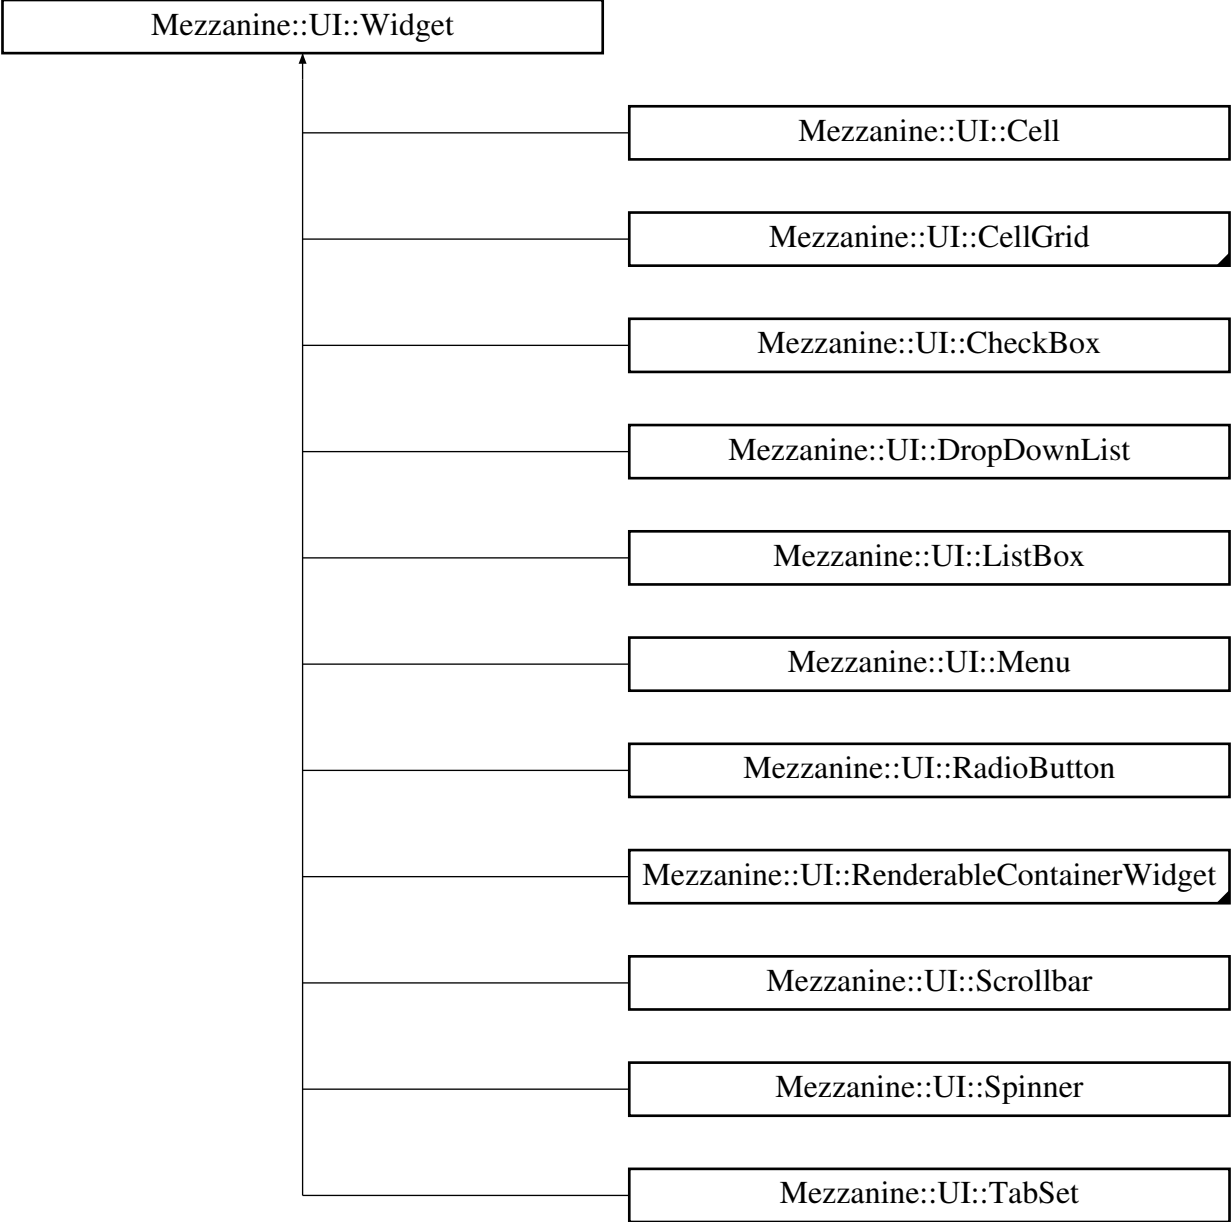 Mezzanine::UI::Widget
Mezzanine::UI::Cell
Mezzanine::UI::CellGrid
Mezzanine::UI::CheckBox
Mezzanine::UI::DropDownList
Mezzanine::UI::ListBox
Mezzanine::UI::Menu
Mezzanine::UI::RadioButton
Mezzanine::UI::RenderableContainerWidget
Mezzanine::UI::Scrollbar
Mezzanine::UI::Spinner
Mezzanine::UI::TabSet